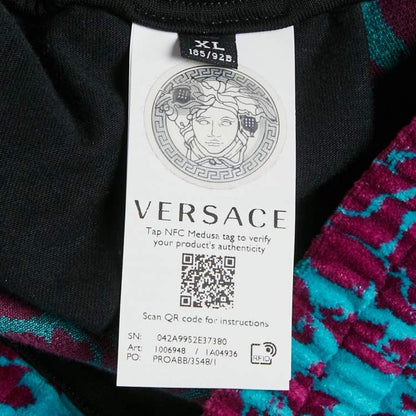 XL
185/92B.
VERSACE
Tap NFC Medusa tag to verify
your product's authenticity
Scan QR code for instructions
SN: 042A9952E37380
Art: 1006948 / 1A04936
PO: PROABB/3548/1
RFID